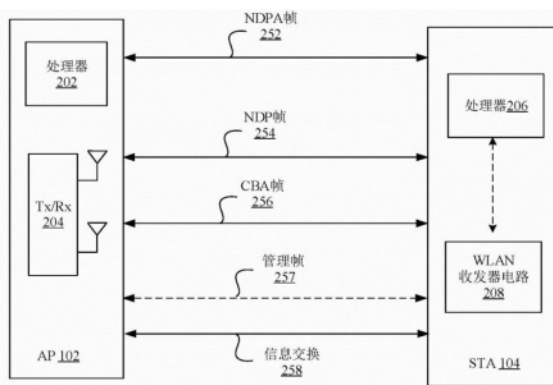 NDPA帧
252
处理器
202
处理器206
NDP帧
254
Tx/Rx
204
CBA帧
256
管理帧
257
WLAN
收发器电路
208
AP 102
信息交换
258
STA 104